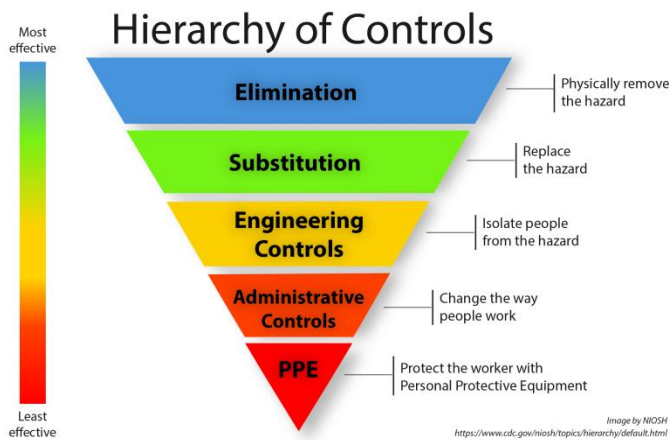 Hierarchy of Controls
Most
effective
Elimination
Physically remove
the hazard
Substitution
Replace
the hazard
Engineering
Controls
Isolate people
from the hazard
Administrative
Controls
Change the way
people work
PPE
Protect the worker with
Personal Protective Equipment
Least
effective
Image by NIOSH
https://www.cdc.gov/niosh/topics/hierarchy/default.html